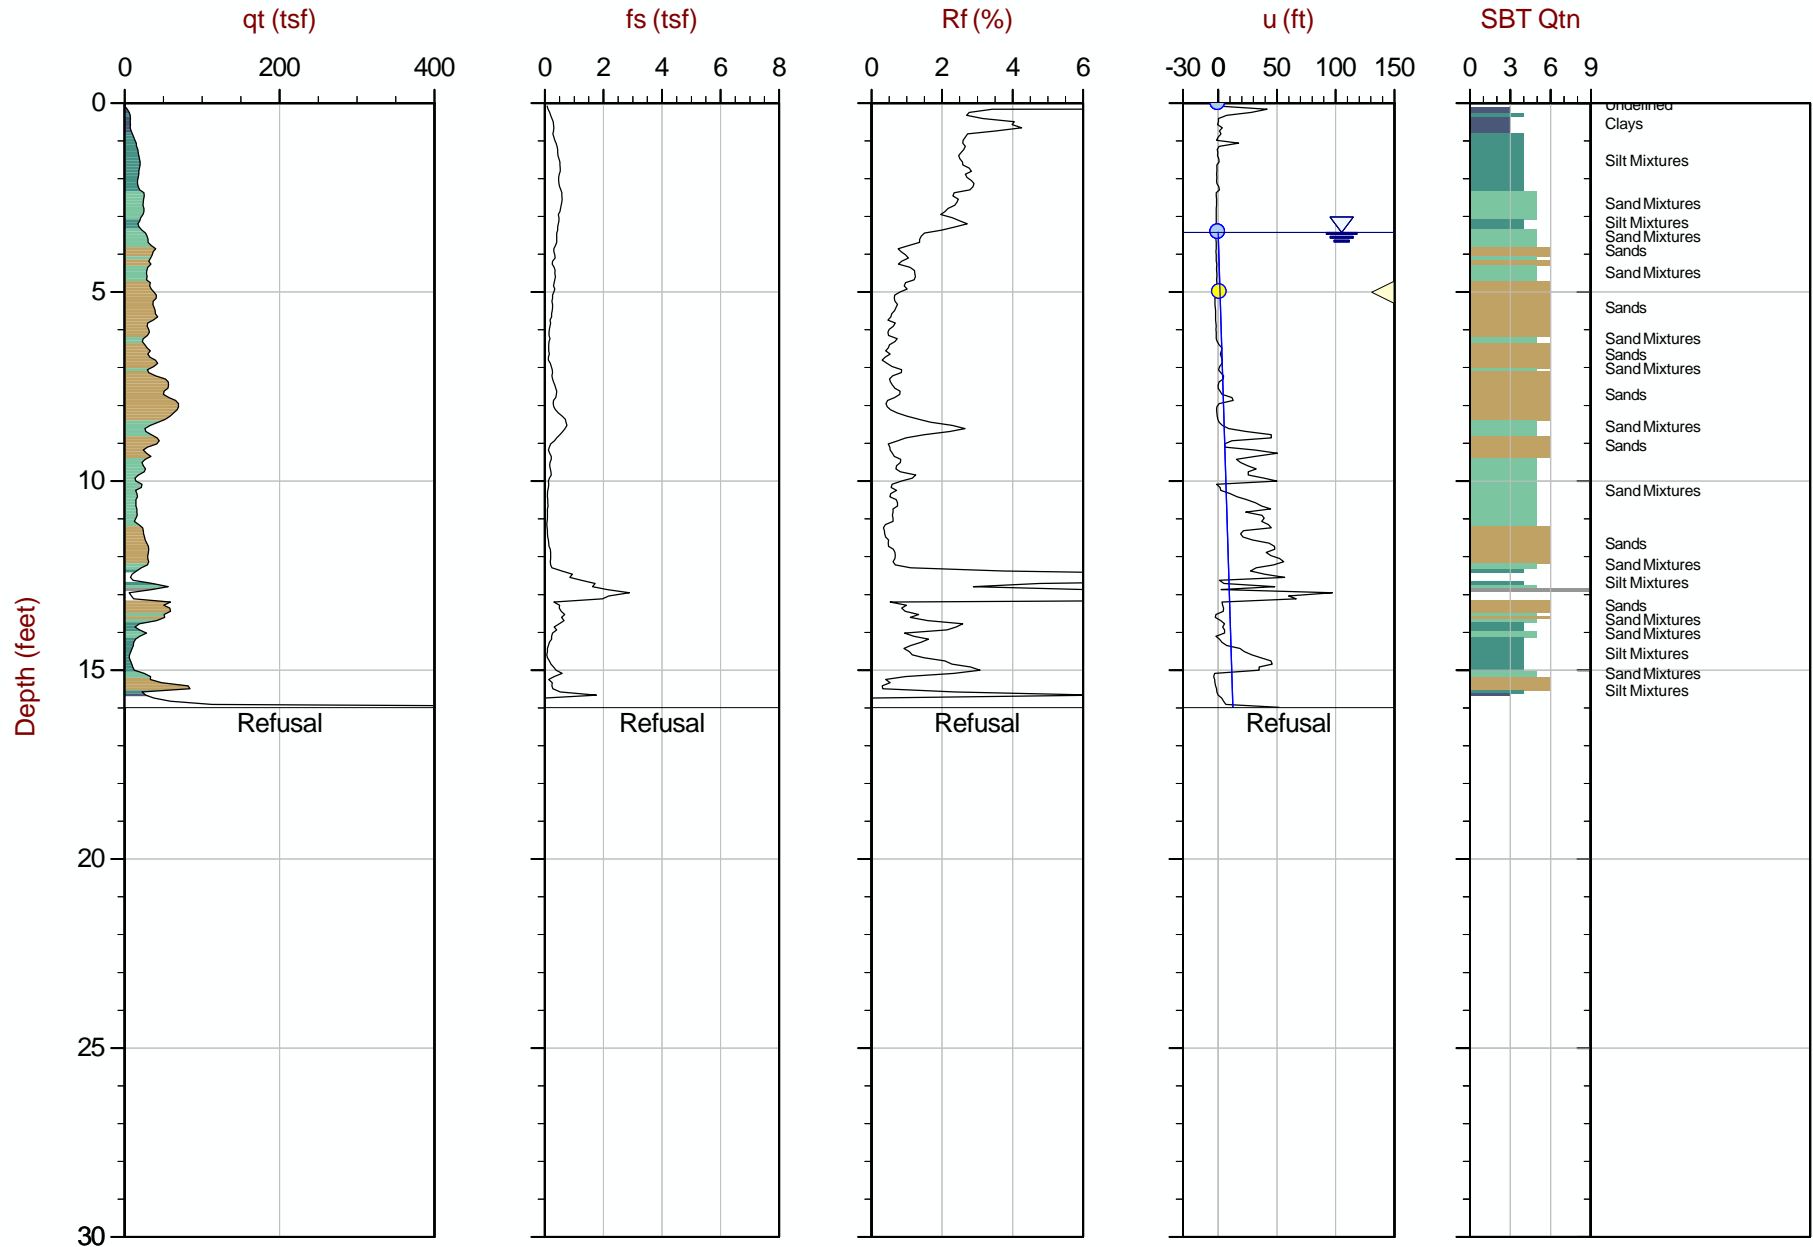 qt (tsf) fs (tsf) Rf (%) u (ft) SBT Qtn
0 200 400 0 2 4 6 8 0 2 4 6 -30 0 50 100 150 0 3 6 9
0
5
10
15
20
25
30
Depth (feet)
Undefined
Clays
Silt Mixtures
Sand Mixtures
Silt Mixtures
Sand Mixtures
Sands
Sand Mixtures
Sands
Sand Mixtures
Sands
Sand Mixtures
Sands
Sand Mixtures
Sands
Sand Mixtures
Sands
Sand Mixtures
Silt Mixtures
Sands
Sand Mixtures
Sand Mixtures
Silt Mixtures
Sand Mixtures
Silt Mixtures
Refusal Refusal Refusal Refusal